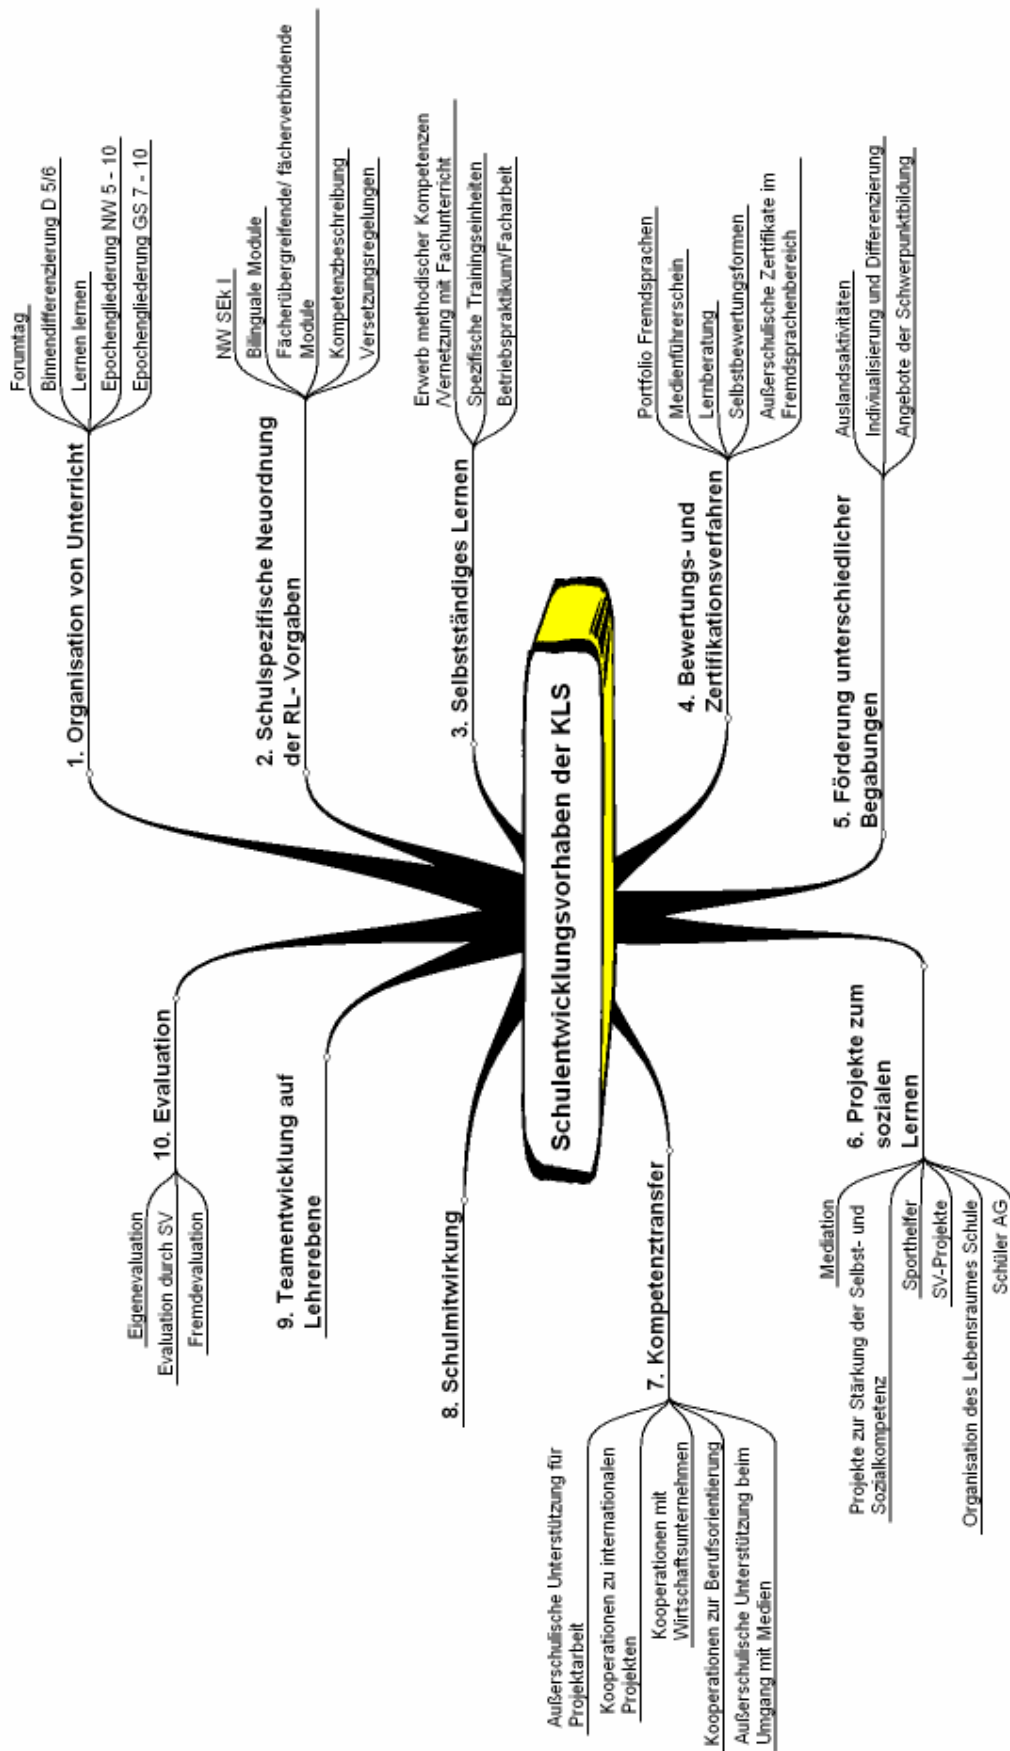 Schulentwicklungsvorhaben der KLS
1. Organisation von Unterricht
Forumtag
Binnendifferenzierung D 5/6
Lernen lernen
Epochengliederung NW 5 - 10
Epochengliederung GS 7 - 10
2. Schulspezifische Neuordnung
der RL- Vorgaben
NW SEk I
Bilinguale Module
Fächerübergreifende/ fächerverbindende
Module
Kompetenzbeschreibung
Versetzungsregelungen
3. Selbstständiges Lernen
Erwerb methodischer Kompetenzen
/Vernetzung mit Fachunterricht
Spezifische Trainingseinheiten
Betriebspraktikum/Facharbeit
4. Bewertungs- und
Zertifikationsverfahren
Portfolio Fremdsprachen
Medienführerschein
Lernberatung
Selbstbewertungsformen
Außerschulische Zertifikate im
Fremdsprachenbereich
5. Förderung unterschiedlicher
Begabungen
Auslandsaktivitäten
Indiviualisierung und Differenzierung
Angebote der Schwerpunktbildung
6. Projekte zum
sozialen
Lernen
Mediation
Projekte zur Stärkung der Selbst- und
Sozialkompetenz
Sporthelfer
SV-Projekte
Organisation des Lebensraumes Schule
Schüler AG
7. Kompetenztransfer
Außerschulische Unterstützung für
Projektarbeit
Kooperationen zu internationalen
Projekten
Kooperationen mit
Wirtschaftsunternehmen
Kooperationen zur Berufsorientierung
Außerschulische Unterstützung beim
Umgang mit Medien
8. Schulmitwirkung
9. Teamentwicklung auf
Lehrerebene
10. Evaluation
Eigenevaluation
Evaluation durch SV
Fremdevaluation